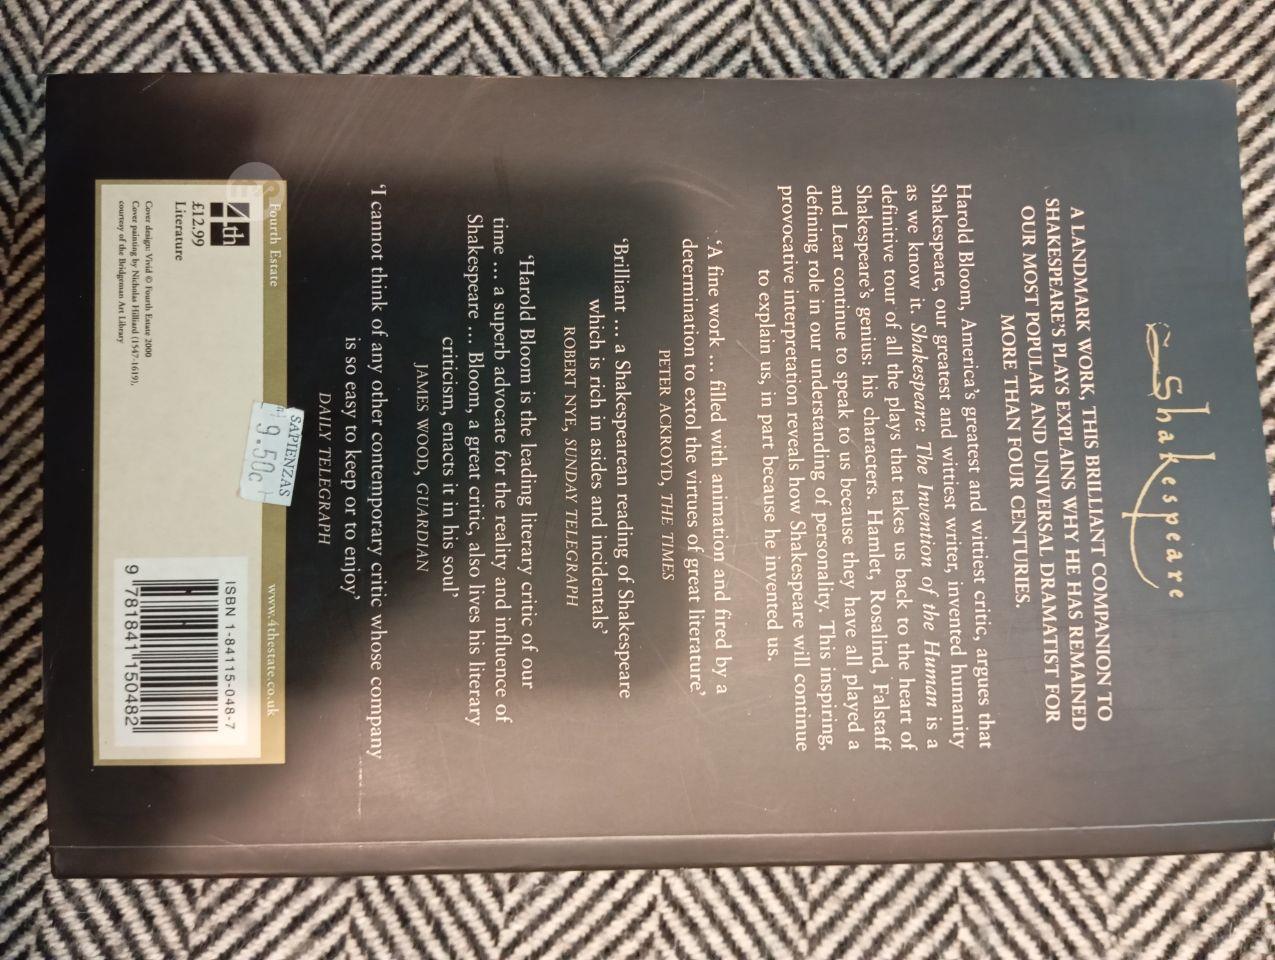 Shakespeare
A LANDMARK WORK, THIS BRILLIANT COMPANION TO
SHAKESPEARE'S PLAYS EXPLAINS WHY HE HAS REMAINED
OUR MOST POPULAR AND UNIVERSAL DRAMATIST FOR
MORE THAN FOUR CENTURIES.
Harold Bloom, America's greatest and wittiest critic, argues that
Shakespeare, our greatest and wittiest writer, invented humanity
as we know it. Shakespeare: The Invention of the Human is a
definitive tour of all the plays that takes us back to the heart of
Shakespeare's genius: his characters. Hamlet, Rosalind, Falstaff
and Lear continue to speak to us because they have all played a
defining role in our understanding of personality. This inspiring,
provocative interpretation reveals how Shakespeare will continue
to explain us, in part because he invented us.
'A fine work ... filled with animation and fired by a
determination to extol the virtues of great literature'
PETER ACKROYD, THE TIMES
'Brilliant ... a Shakespearean reading of Shakespeare
which is rich in asides and incidentals'
ROBERT NYE, SUNDAY TELEGRAPH
'Harold Bloom is the leading literary critic of our
time ... a superb advocate for the reality and influence of
Shakespeare ... Bloom, a great critic, also lives his literary
criticism, enacts it in his soul'
JAMES WOOD, GUARDIAN
'I cannot think of any other contemporary critic whose company
is so easy to keep or to enjoy'
DAILY TELEGRAPH
Fourth Estate
www.4thestate.co.uk
4th
£12.99
Literature
Cover design: Vivid © Fourth Estate 2000
Cover painting by Nicholas Hilliard (1547-1619),
courtesy of the Bridgeman Art Library
SAPIENZAS
9.50c
ISBN 1-84115-048-7
9 781841 150482